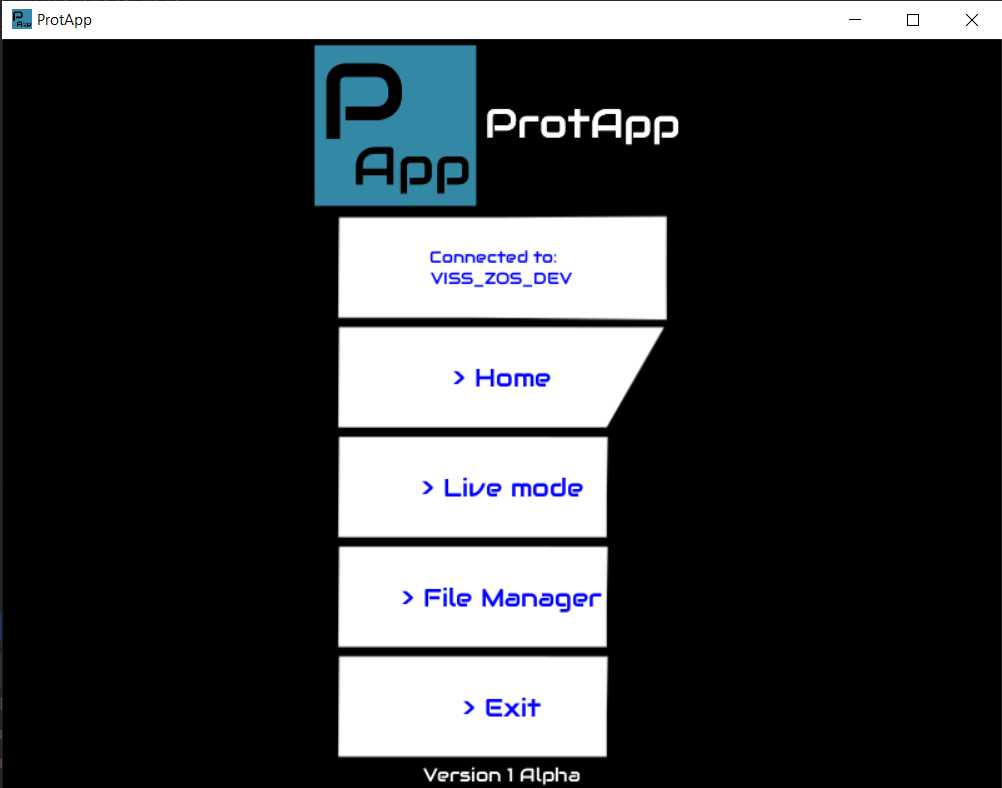 ProtApp
P
App
ProtApp
Connected to:
VISS_ZOS_DEV
> Home
> Live mode
> File Manager
> Exit
Version 1 Alpha